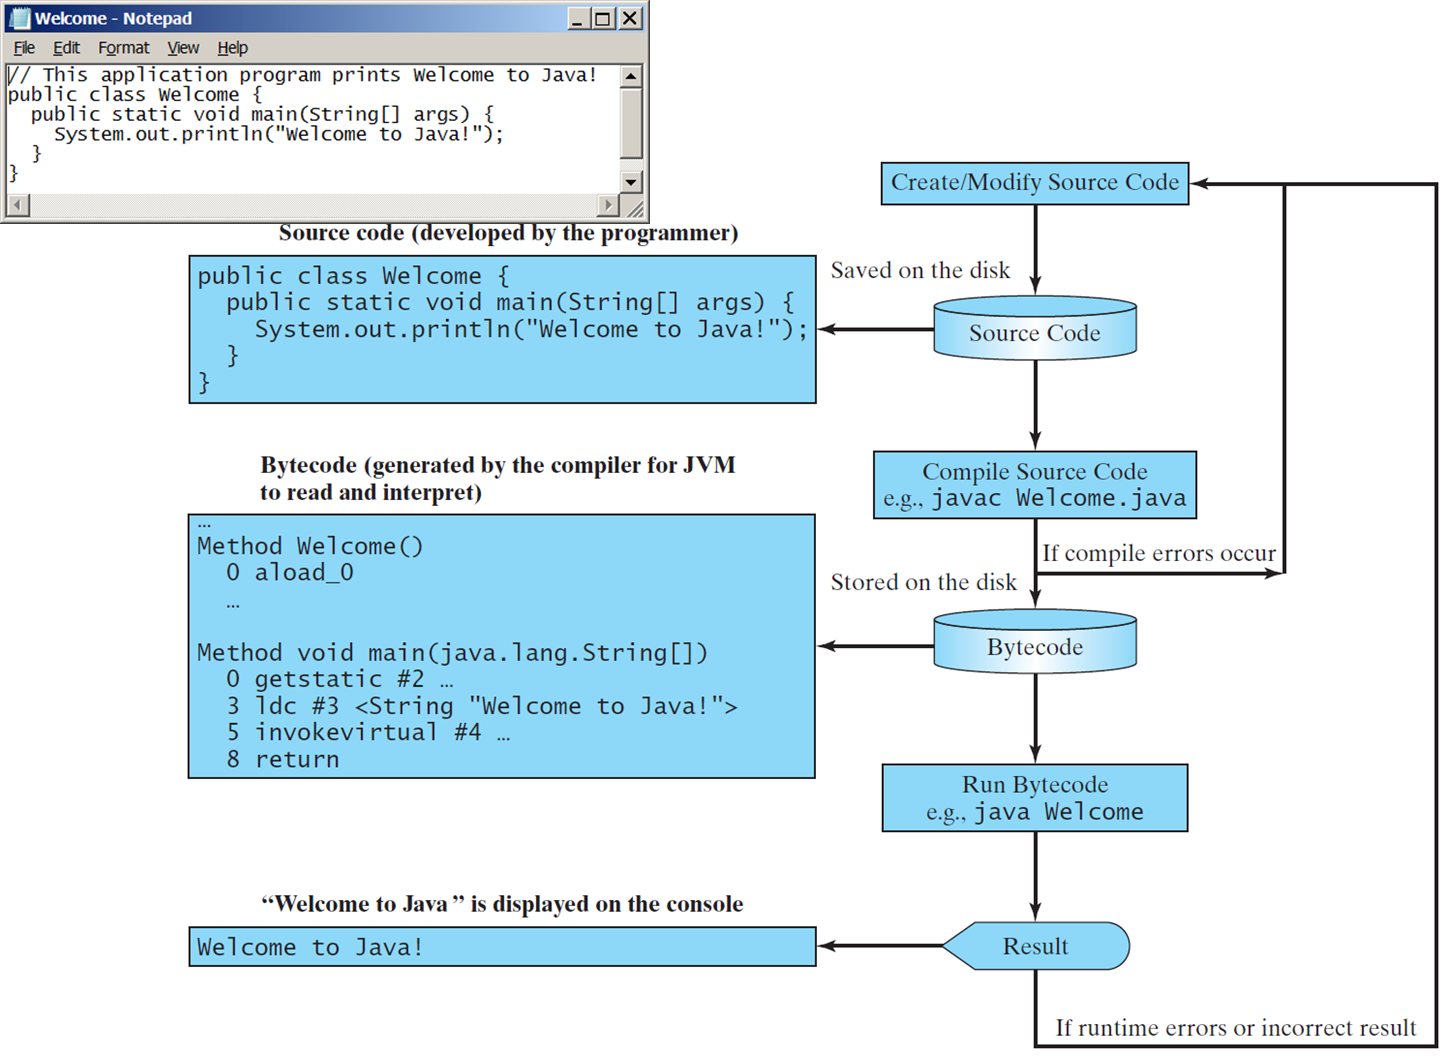 Welcome - Notepad
File Edit Format View Help
// This application program prints Welcome to Java!
public class Welcome {
  public static void main(String[] args) {
    System.out.println("Welcome to Java!");
  }
}
Create/Modify Source Code
Source code (developed by the programmer)
public class Welcome {
  public static void main(String[] args) {
    System.out.println("Welcome to Java!");
  }
}
Saved on the disk
Source Code
Compile Source Code
e.g., javac Welcome.java
If compile errors occur
Bytecode (generated by the compiler for JVM
to read and interpret)
…
Method Welcome()
  0 aload_0
  …
Method void main(java.lang.String[])
  0 getstatic #2 …
  3 ldc #3 <String "Welcome to Java!">
  5 invokevirtual #4 …
  8 return
Stored on the disk
Bytecode
Run Bytecode
e.g., java Welcome
“Welcome to Java” is displayed on the console
Welcome to Java!
Result
If runtime errors or incorrect result